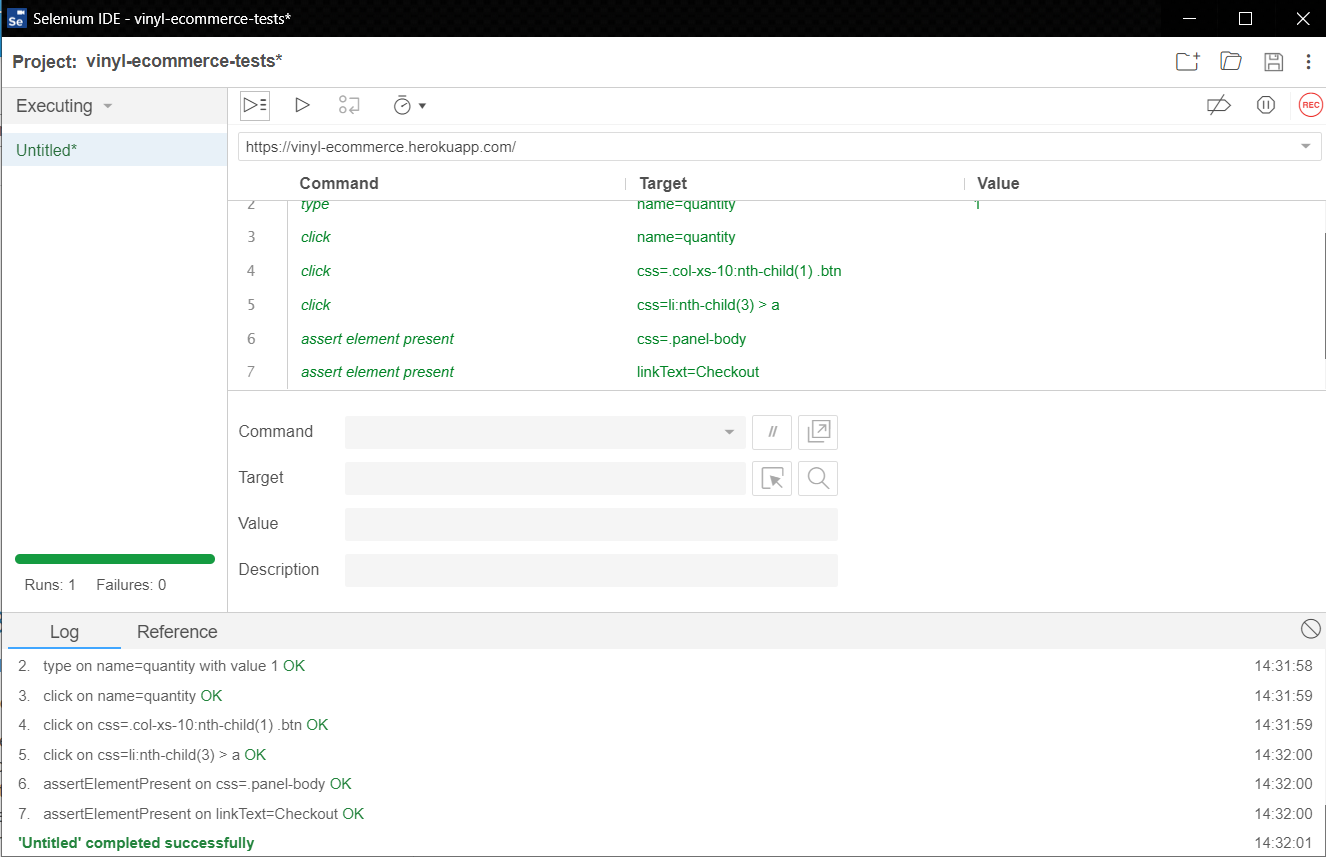 Se Selenium IDE - vinyl-ecommerce-tests*
Project: vinyl-ecommerce-tests*
Executing
REC
Untitled*
https://vinyl-ecommerce.herokuapp.com/
Command Target Value
2 type name=quantity 1
3 click name=quantity
4 click css=.col-xs-10:nth-child(1) .btn
5 click css=li:nth-child(3) > a
6 assert element present css=.panel-body
7 assert element present linkText=Checkout
Command //
Target
Value
Description
Runs: 1 Failures: 0
Log Reference
2. type on name=quantity with value 1 OK 14:31:58
3. click on name=quantity OK 14:31:59
4. click on css=.col-xs-10:nth-child(1) .btn OK 14:31:59
5. click on css=li:nth-child(3) > a OK 14:32:00
6. assertElementPresent on css=.panel-body OK 14:32:00
7. assertElementPresent on linkText=Checkout OK 14:32:00
'Untitled' completed successfully 14:32:01